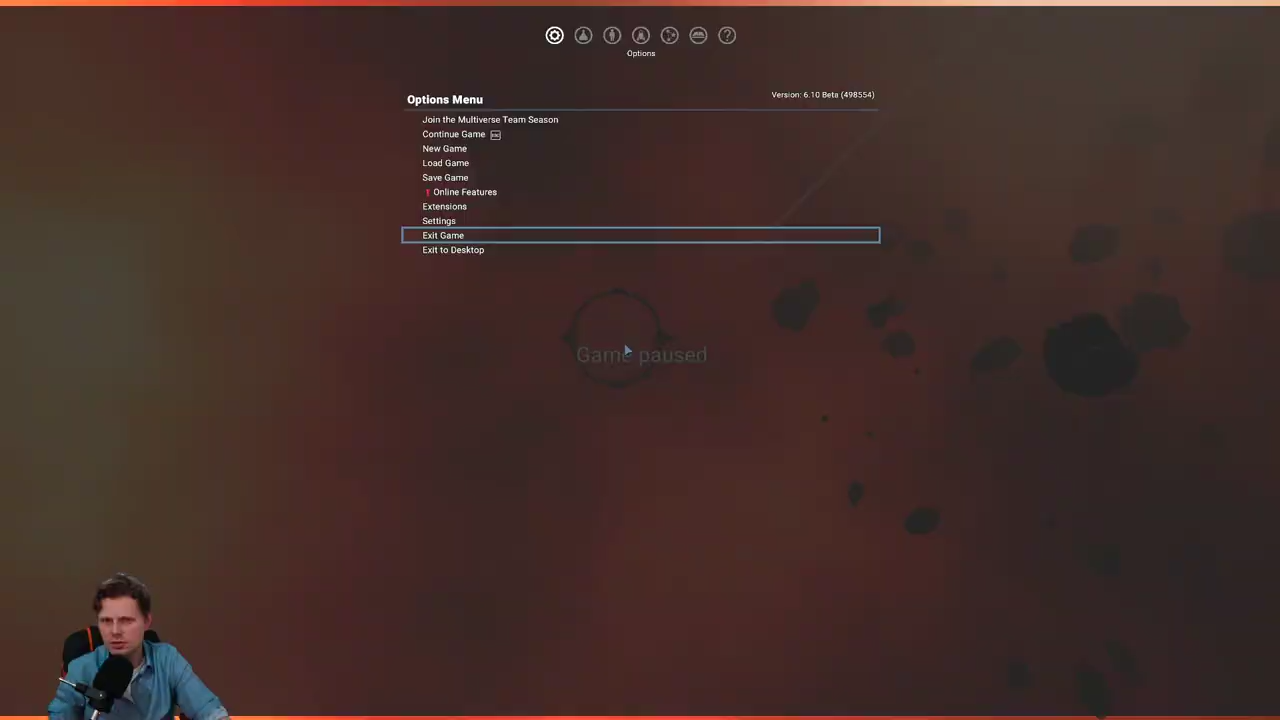 Options
Options Menu
Version: 6.10 Beta (498554)
Join the Multiverse Team Season
Continue Game
New Game
Load Game
Save Game
! Online Features
Extensions
Settings
Exit Game
Exit to Desktop
Game paused